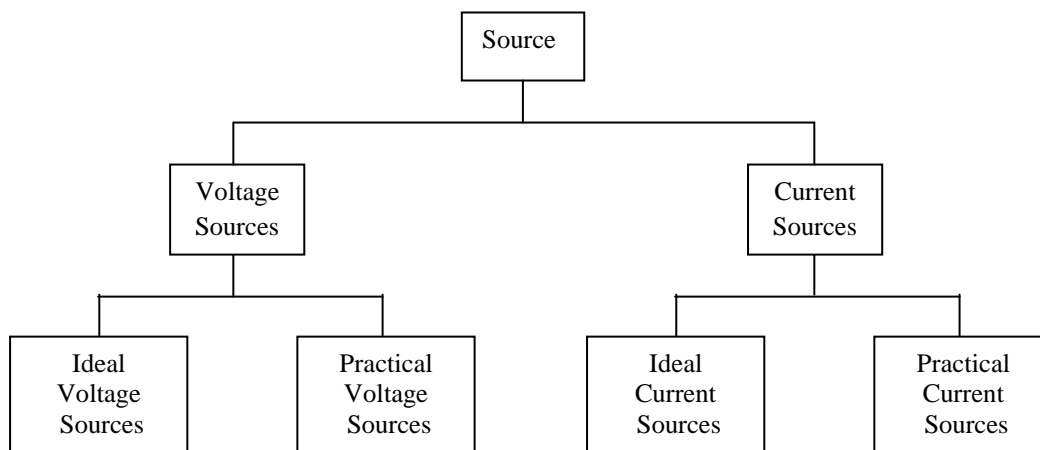 Source
Voltage
Sources
Current
Sources
Ideal
Voltage
Sources
Practical
Voltage
Sources
Ideal
Current
Sources
Practical
Current
Sources